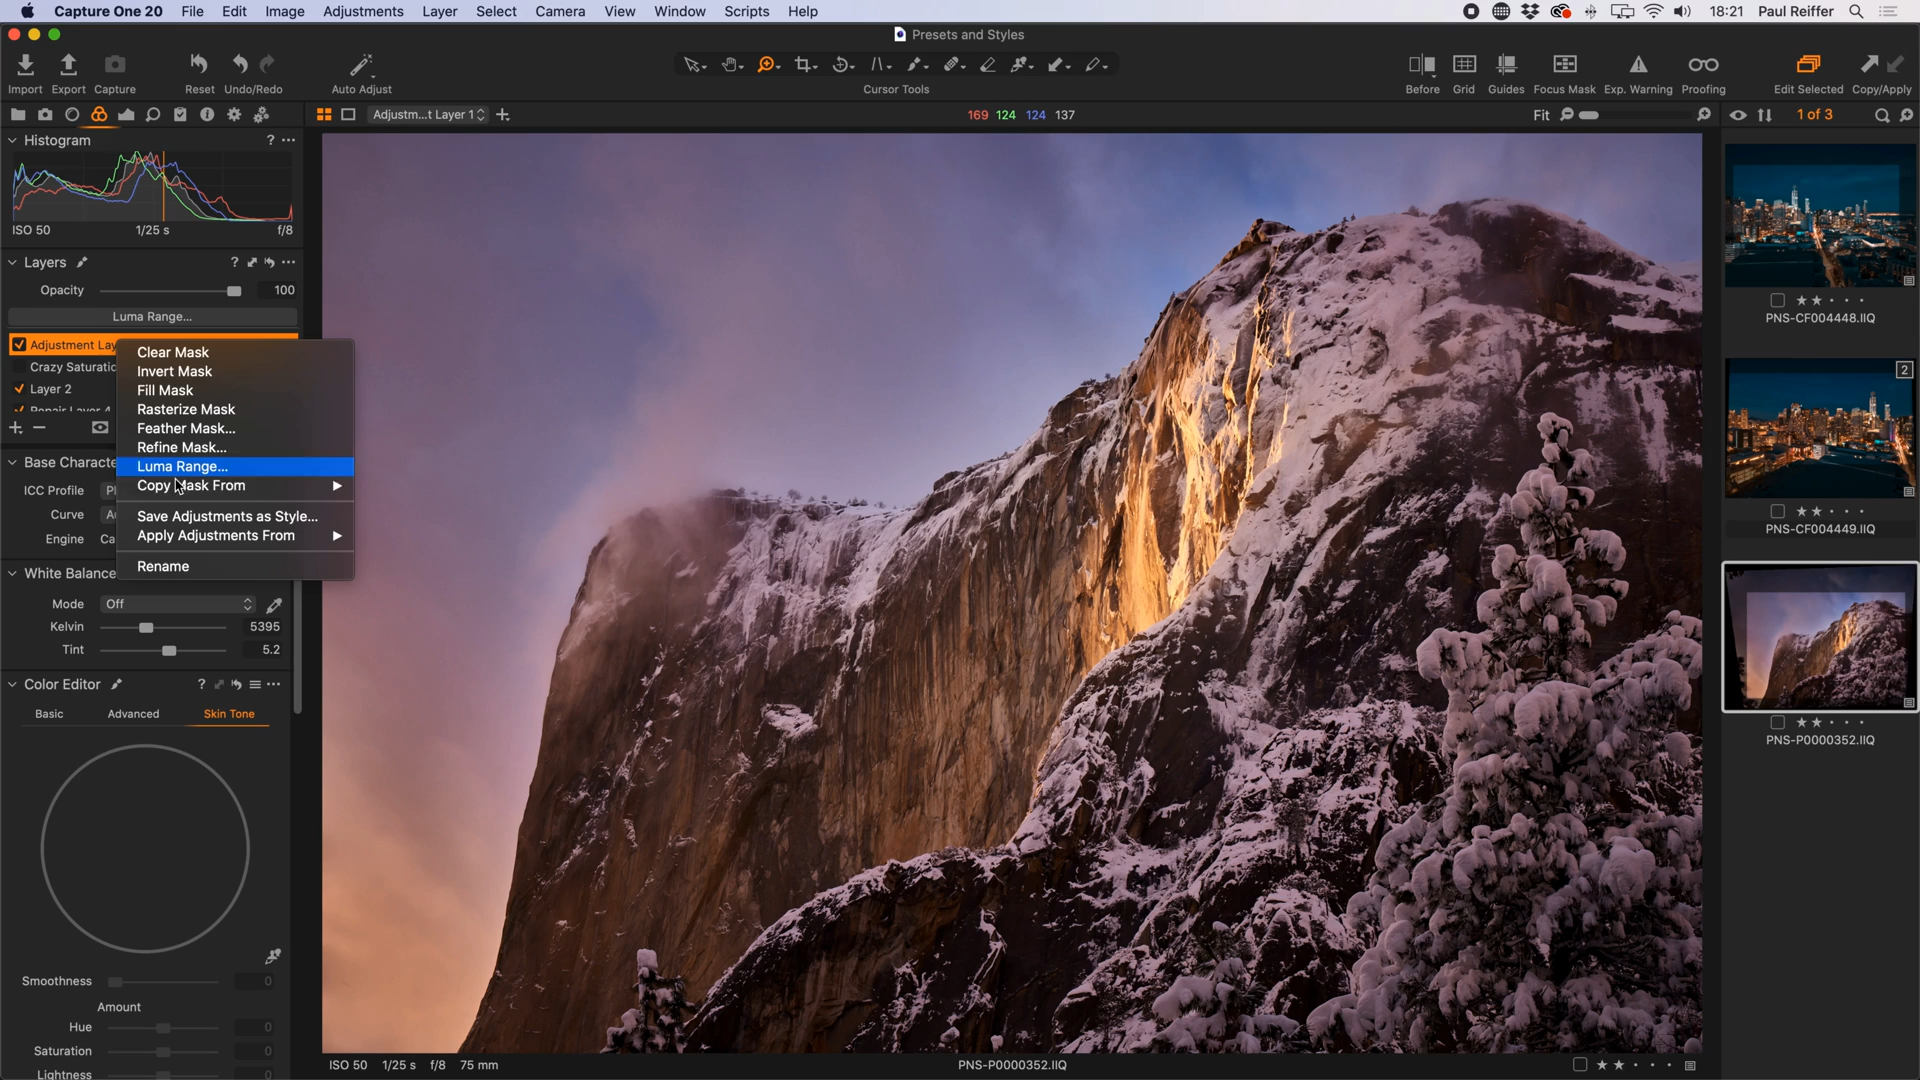 Capture One 20 File Edit Image Adjustments Layer Select Camera View Window Scripts Help 18:21 Paul Reiffer
Presets and Styles
Import Export Capture Reset Undo/Redo Auto Adjust Cursor Tools Before Grid Guides Focus Mask Exp. Warning Proofing Edit Selected Copy/Apply
Adjustm...t Layer 1 169 124 124 137 Fit 1 of 3
Histogram ?
ISO 50 1/25 s f/8
Layers ?
Opacity 100
Luma Range...
Adjustment Lay
Crazy Saturatio
Layer 2
Repair Layer 4
Clear Mask
Invert Mask
Fill Mask
Rasterize Mask
Feather Mask...
Refine Mask...
Luma Range...
Copy Mask From
Save Adjustments as Style...
Apply Adjustments From
Rename
Base Characte
ICC Profile
Curve
Engine Ca
White Balance
Mode Off
Kelvin 5395
Tint 5.2
Color Editor ?
Basic Advanced Skin Tone
Smoothness 0
Amount
Hue 0
Saturation 0
Lightness 0
ISO 50 1/25 s f/8 75 mm PNS-P0000352.IIQ
PNS-CF004448.IIQ
2
PNS-CF004449.IIQ
PNS-P0000352.IIQ